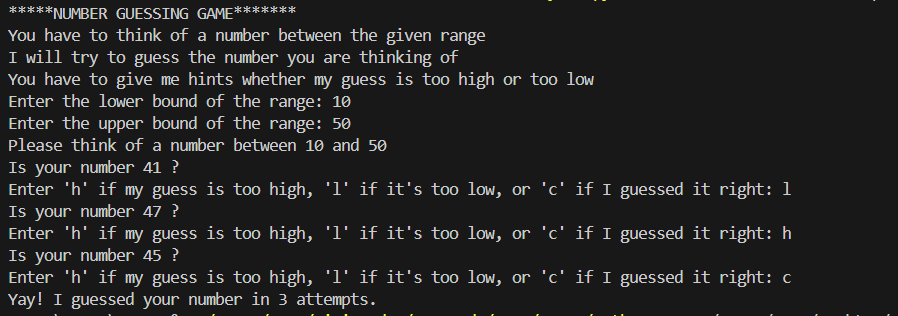 *****NUMBER GUESSING GAME*******
You have to think of a number between the given range
I will try to guess the number you are thinking of
You have to give me hints whether my guess is too high or too low
Enter the lower bound of the range: 10
Enter the upper bound of the range: 50
Please think of a number between 10 and 50
Is your number 41 ?
Enter 'h' if my guess is too high, 'l' if it's too low, or 'c' if I guessed it right: l
Is your number 47 ?
Enter 'h' if my guess is too high, 'l' if it's too low, or 'c' if I guessed it right: h
Is your number 45 ?
Enter 'h' if my guess is too high, 'l' if it's too low, or 'c' if I guessed it right: c
Yay! I guessed your number in 3 attempts.